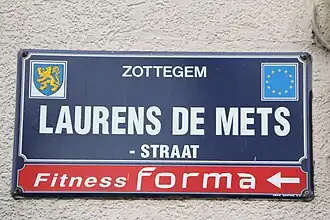 ZOTTEGEM
LAURENS DE METS
- STRAAT
Fitness forma